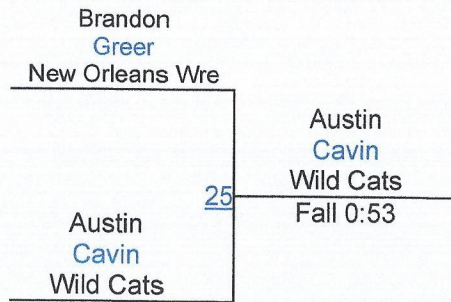 Brandon
Greer
New Orleans Wre
25
Austin
Cavin
Wild Cats
Austin
Cavin
Wild Cats
Fall 0:53